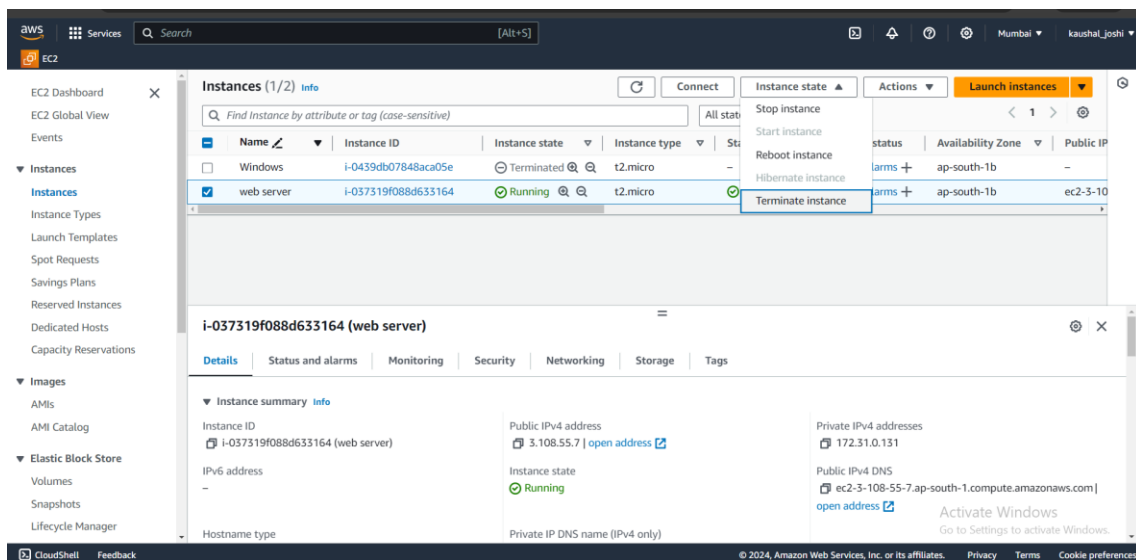 aws Services Search [Alt+S] Mumbai kaushal_joshi
EC2
EC2 Dashboard
EC2 Global View
Events
Instances
Instances
Instance Types
Launch Templates
Spot Requests
Savings Plans
Reserved Instances
Dedicated Hosts
Capacity Reservations
Images
AMIs
AMI Catalog
Elastic Block Store
Volumes
Snapshots
Lifecycle Manager
Instances (1/2) Info Connect Instance state Actions Launch instances
Find Instance by attribute or tag (case-sensitive) All stat 1
Stop instance
Start instance
Reboot instance
Hibernate instance
Terminate instance
Name Instance ID Instance state Instance type Sta status Availability Zone Public IP
Windows i-0439db07848aca05e Terminated t2.micro – larms + ap-south-1b –
web server i-037319f088d633164 Running t2.micro larms + ap-south-1b ec2-3-10
i-037319f088d633164 (web server)
Details Status and alarms Monitoring Security Networking Storage Tags
Instance summary Info
Instance ID Public IPv4 address Private IPv4 addresses
i-037319f088d633164 (web server) 3.108.55.7 | open address 172.31.0.131
IPv6 address Instance state Public IPv4 DNS
– Running ec2-3-108-55-7.ap-south-1.compute.amazonaws.com |
open address
Hostname type Private IP DNS name (IPv4 only)
Activate Windows
Go to Settings to activate Windows.
CloudShell Feedback © 2024, Amazon Web Services, Inc. or its affiliates. Privacy Terms Cookie preferences